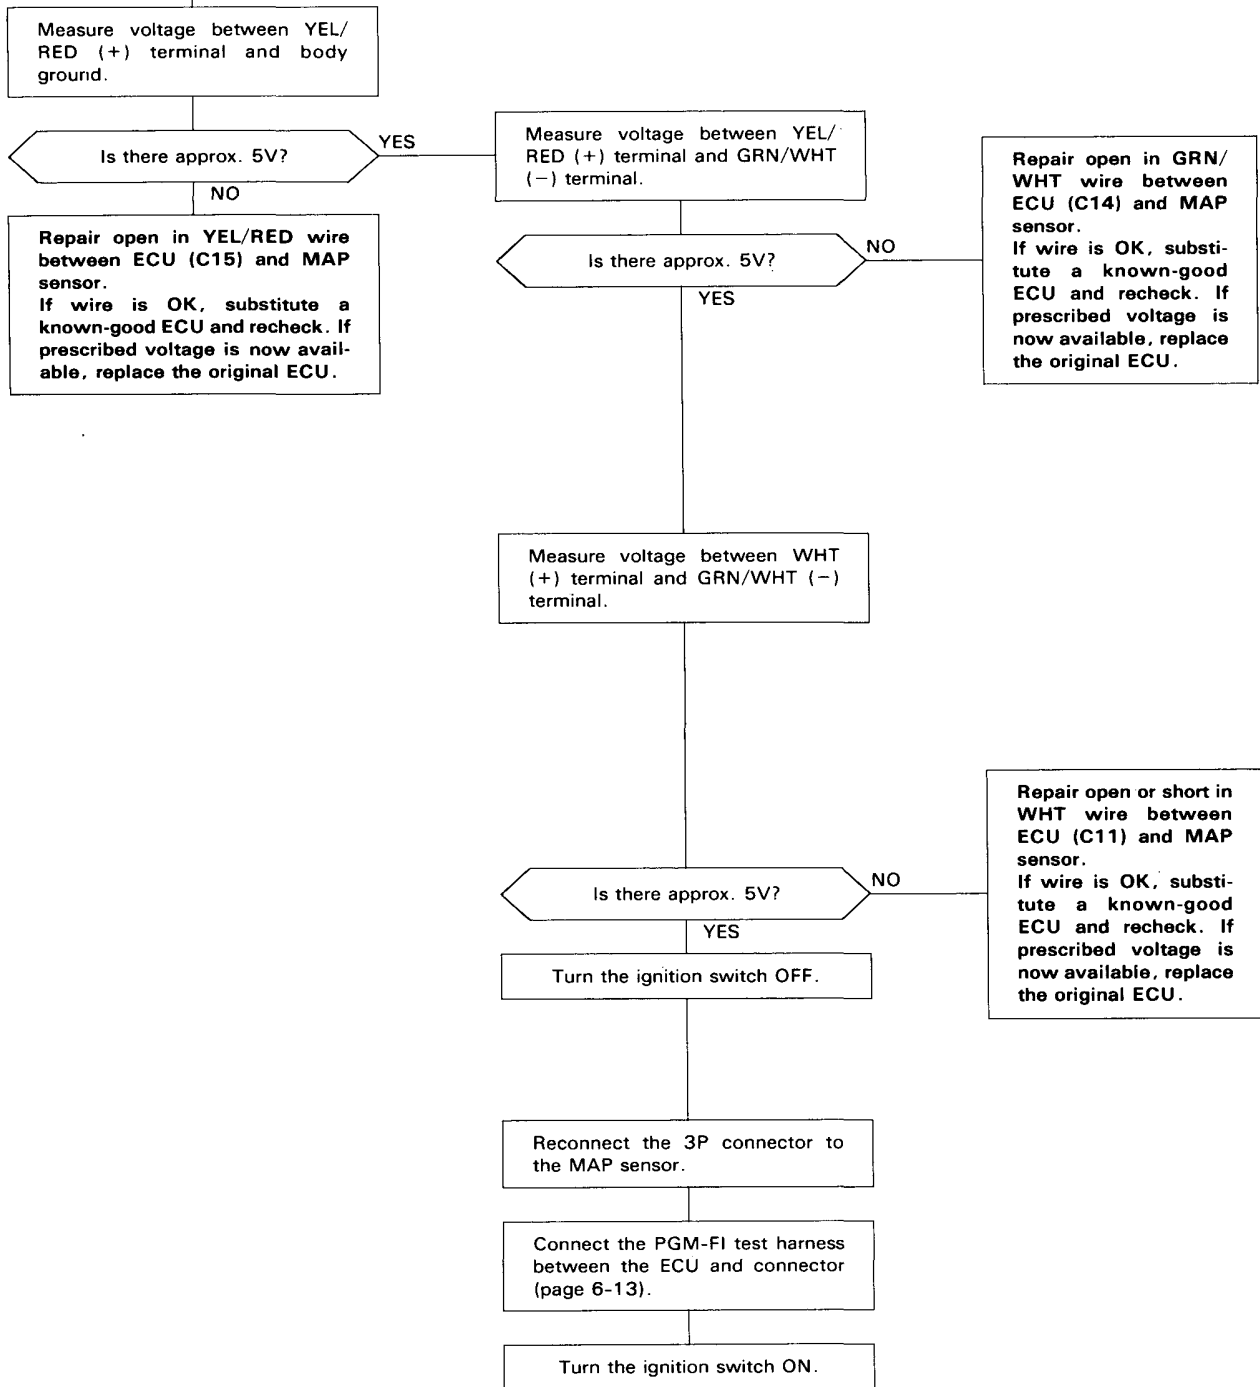 Measure voltage between YEL/
RED (+) terminal and body
ground.
Is there approx. 5V?
YES
NO
Repair open in YEL/RED wire
between ECU (C15) and MAP
sensor.
If wire is OK, substitute a
known-good ECU and recheck. If
prescribed voltage is now avail-
able, replace the original ECU.
Measure voltage between YEL/
RED (+) terminal and GRN/WHT
(−) terminal.
Is there approx. 5V?
NO
YES
Repair open in GRN/
WHT wire between
ECU (C14) and MAP
sensor.
If wire is OK, substi-
tute a known-good
ECU and recheck. If
prescribed voltage is
now available, replace
the original ECU.
Measure voltage between WHT
(+) terminal and GRN/WHT (−)
terminal.
Is there approx. 5V?
NO
YES
Repair open or short in
WHT wire between
ECU (C11) and MAP
sensor.
If wire is OK, substi-
tute a known-good
ECU and recheck. If
prescribed voltage is
now available, replace
the original ECU.
Turn the ignition switch OFF.
Reconnect the 3P connector to
the MAP sensor.
Connect the PGM-FI test harness
between the ECU and connector
(page 6-13).
Turn the ignition switch ON.